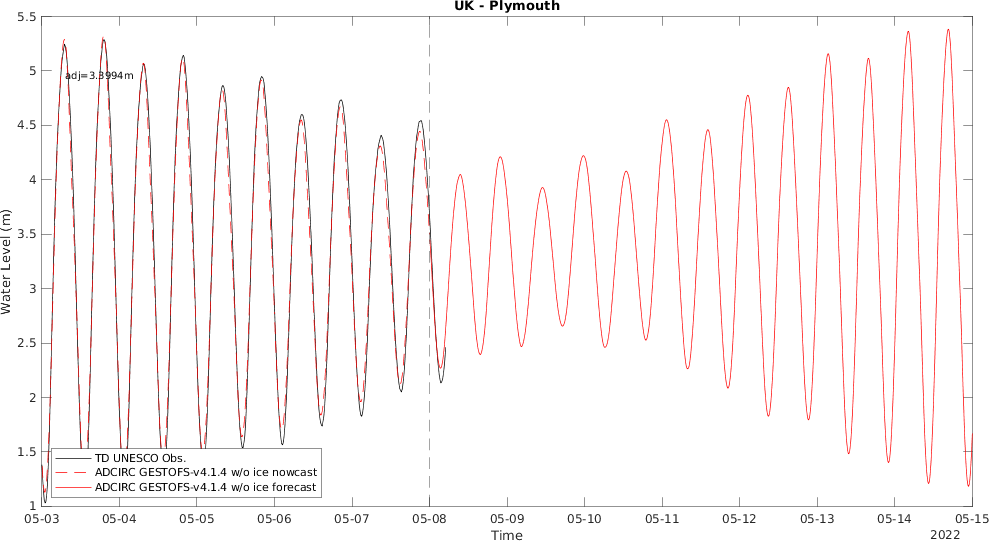 UK - Plymouth
5.5
5
4.5
4
3.5
3
2.5
2
1.5
1
Water Level (m)
adj=3.3994m
TD UNESCO Obs.
ADCIRC GESTOFS-v4.1.4 w/o ice nowcast
ADCIRC GESTOFS-v4.1.4 w/o ice forecast
05-03 05-04 05-05 05-06 05-07 05-08 05-09 05-10 05-11 05-12 05-13 05-14 05-15
Time
2022